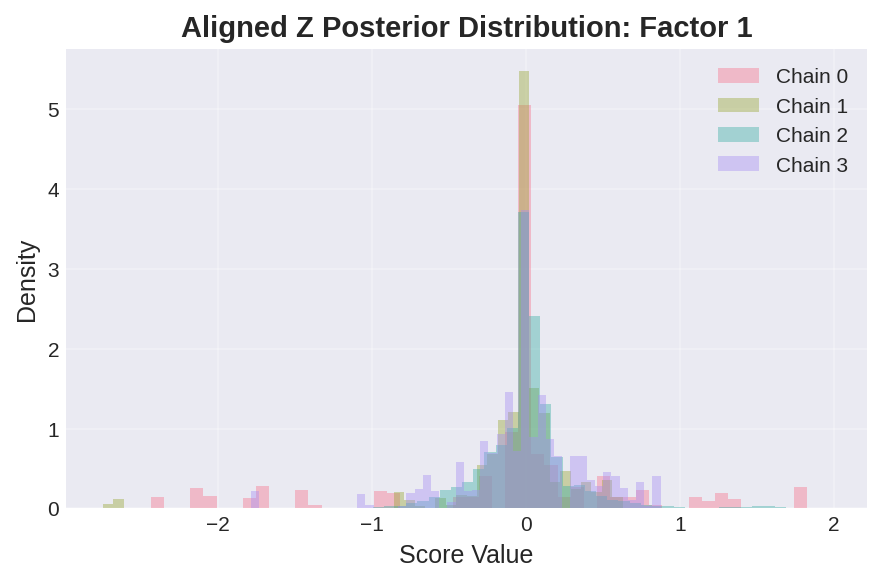 Aligned Z Posterior Distribution: Factor 1
Chain 0
Chain 1
Chain 2
Chain 3
Density
5
4
3
2
1
0
−2
−1
0
1
2
Score Value